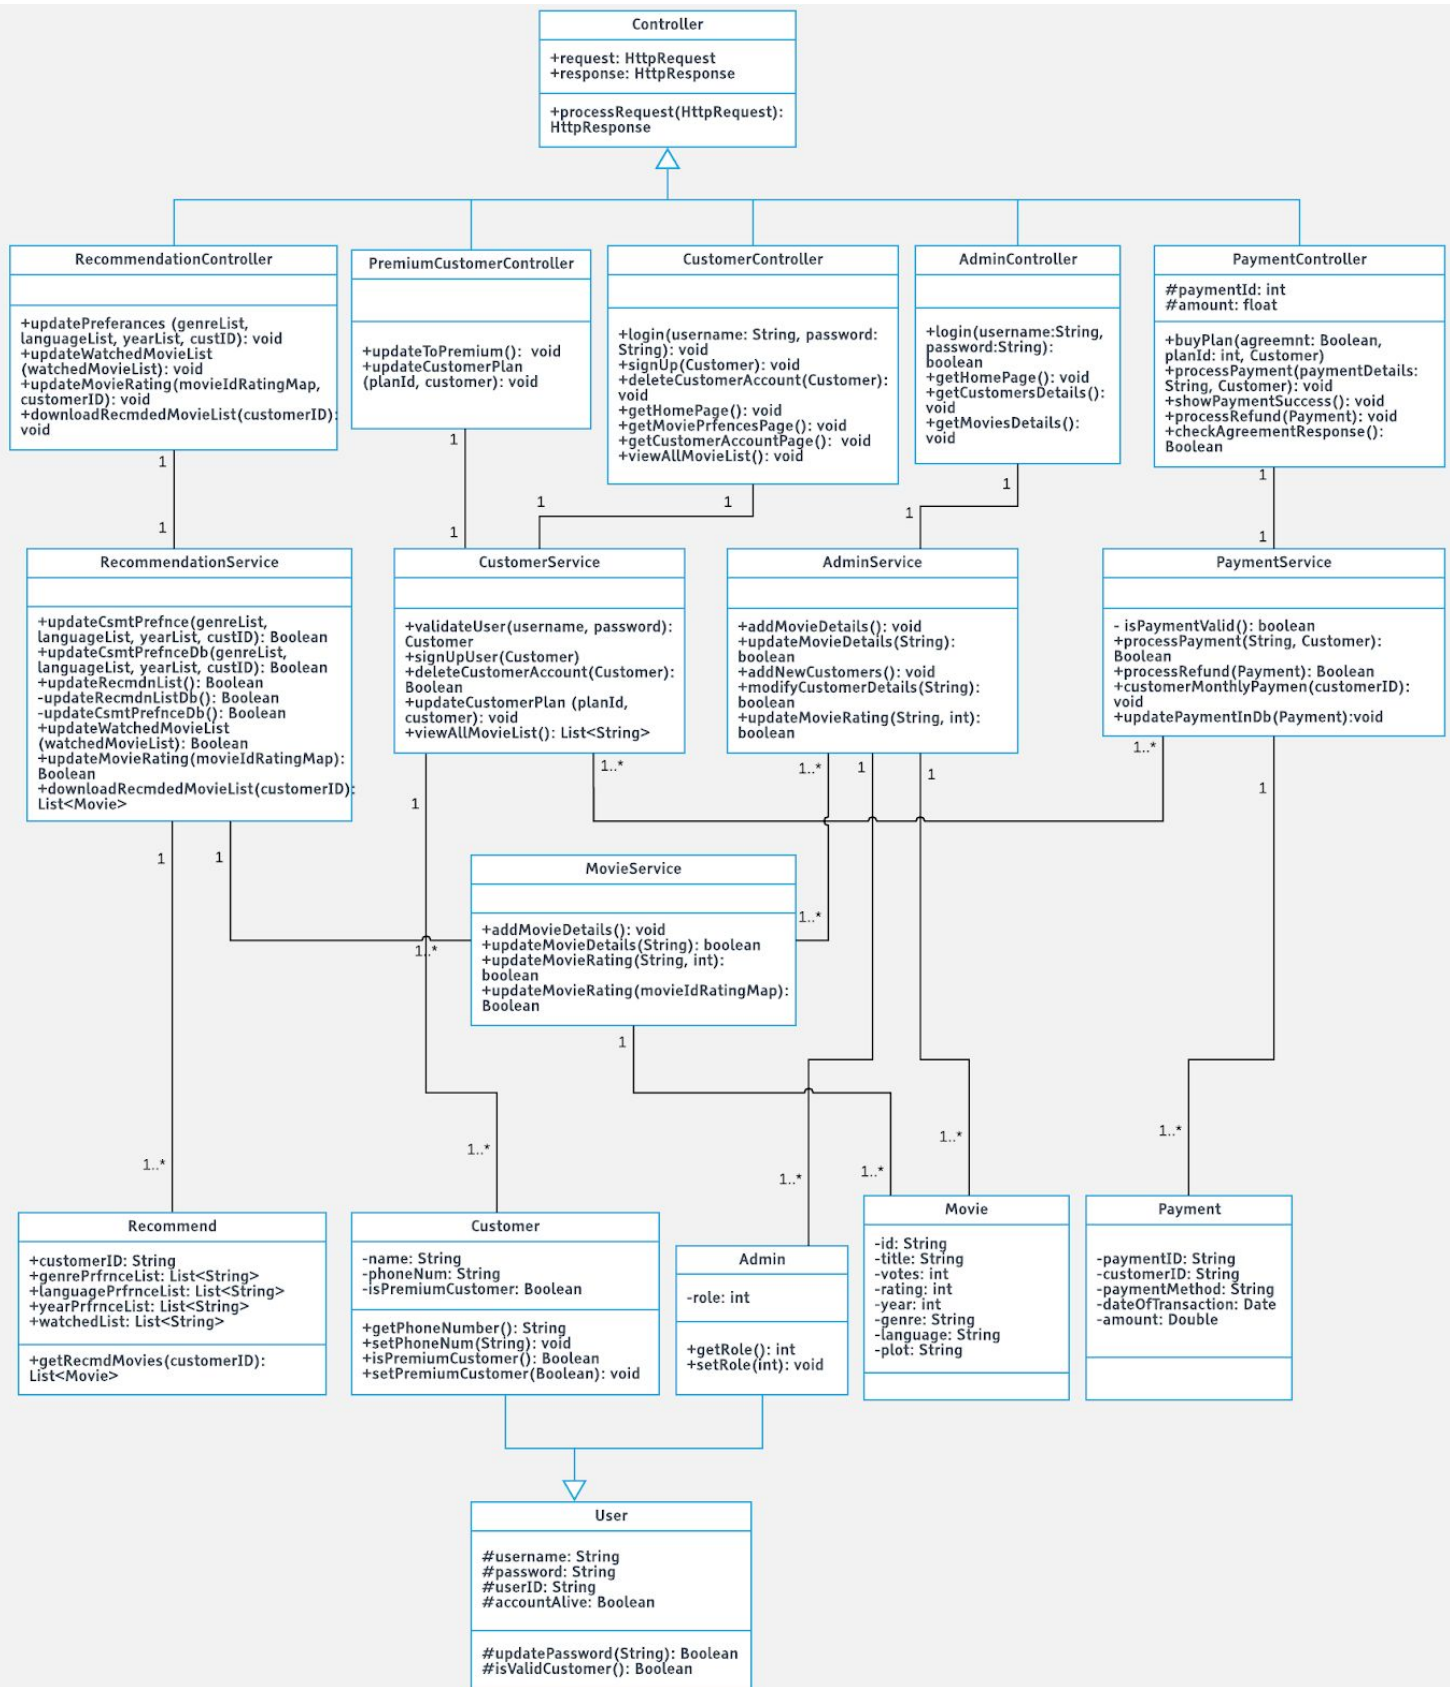 Controller
+request: HttpRequest
+response: HttpResponse
+processRequest(HttpRequest):
HttpResponse
RecommendationController
+updatePreferances (genreList,
languageList, yearList, custID): void
+updateWatchedMovieList
(watchedMovieList): void
+updateMovieRating(movieIdRatingMap,
customerID): void
+downloadRecmdedMovieList(customerID):
void
PremiumCustomerController
+updateToPremium(): void
+updateCustomerPlan
(planId, customer): void
CustomerController
+login(username: String, password:
String): void
+signUp(Customer): void
+deleteCustomerAccount(Customer):
void
+getHomePage(): void
+getMoviePrfencesPage(): void
+getCustomerAccountPage(): void
+viewAllMovieList(): void
AdminController
+login(username:String,
password:String):
boolean
+getHomePage(): void
+getCustomersDetails():
void
+getMoviesDetails():
void
PaymentController
#paymentId: int
#amount: float
+buyPlan(agreemnt: Boolean,
planId: int, Customer)
+processPayment(paymentDetails:
String, Customer): void
+showPaymentSuccess(): void
+processRefund(Payment): void
+checkAgreementResponse():
Boolean
1
1
1
1
1
1
1
1
1
1
RecommendationService
+updateCsmtPrefnce(genreList,
languageList, yearList, custID): Boolean
+updateCsmtPrefnceDb(genreList,
languageList, yearList, custID): Boolean
+updateRecmdnList(): Boolean
-updateRecmdnListDb(): Boolean
-updateCsmtPrefnceDb(): Boolean
+updateWatchedMovieList
(watchedMovieList): Boolean
+updateMovieRating(movieIdRatingMap):
Boolean
+downloadRecmdedMovieList(customerID):
List<Movie>
CustomerService
+validateUser(username, password):
Customer
+signUpUser(Customer)
+deleteCustomerAccount(Customer):
Boolean
+updateCustomerPlan (planId,
customer): void
+viewAllMovieList(): List<String>
AdminService
+addMovieDetails(): void
+updateMovieDetails(String):
boolean
+addNewCustomers(): void
+modifyCustomerDetails(String):
boolean
+updateMovieRating(String, int):
boolean
PaymentService
- isPaymentValid(): boolean
+processPayment(String, Customer):
Boolean
+processRefund(Payment): Boolean
+customerMonthlyPaymen(customerID):
void
+updatePaymentInDb(Payment):void
1..*
1..*
1..*
1
1
1
1
1
1
MovieService
+addMovieDetails(): void
+updateMovieDetails(String): boolean
+updateMovieRating(String, int):
boolean
+updateMovieRating(movieIdRatingMap):
Boolean
1..*
1..*
1
1..*
1..*
1..*
1..*
1..*
1..*
Recommend
+customerID: String
+genrePrfrnceList: List<String>
+languagePrfrnceList: List<String>
+yearPrfrnceList: List<String>
+watchedList: List<String>
+getRecmdMovies(customerID):
List<Movie>
Customer
-name: String
-phoneNum: String
-isPremiumCustomer: Boolean
+getPhoneNumber(): String
+setPhoneNum(String): void
+isPremiumCustomer(): Boolean
+setPremiumCustomer(Boolean): void
Admin
-role: int
+getRole(): int
+setRole(int): void
Movie
-id: String
-title: String
-votes: int
-rating: int
-year: int
-genre: String
-language: String
-plot: String
Payment
-paymentID: String
-customerID: String
-paymentMethod: String
-dateOfTransaction: Date
-amount: Double
User
#username: String
#password: String
#userID: String
#accountAlive: Boolean
#updatePassword(String): Boolean
#isValidCustomer(): Boolean